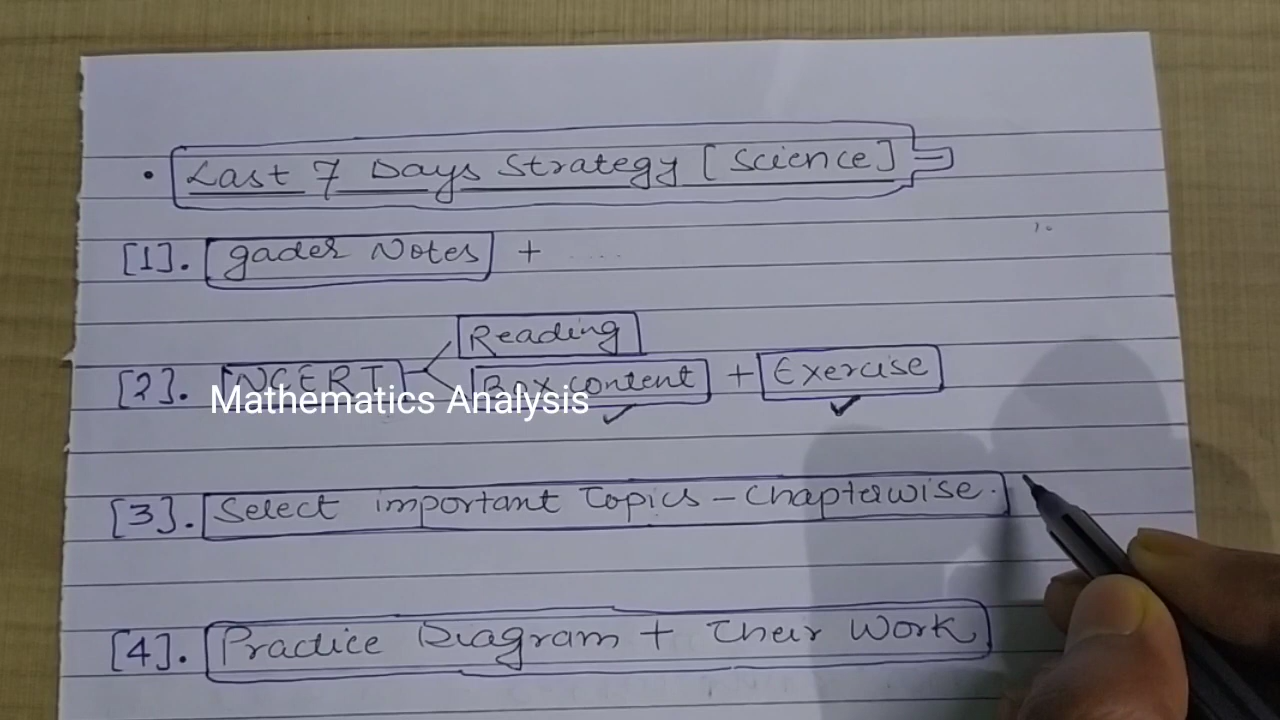 • Last 7 Days Strategy [Science]
[1]. gader Notes +
Reading
[2]. NCERT Box content + Exercise
Mathematics Analysis
[3]. Select important Topics – Chapterwise.
[4]. Practice Diagram + Their Work